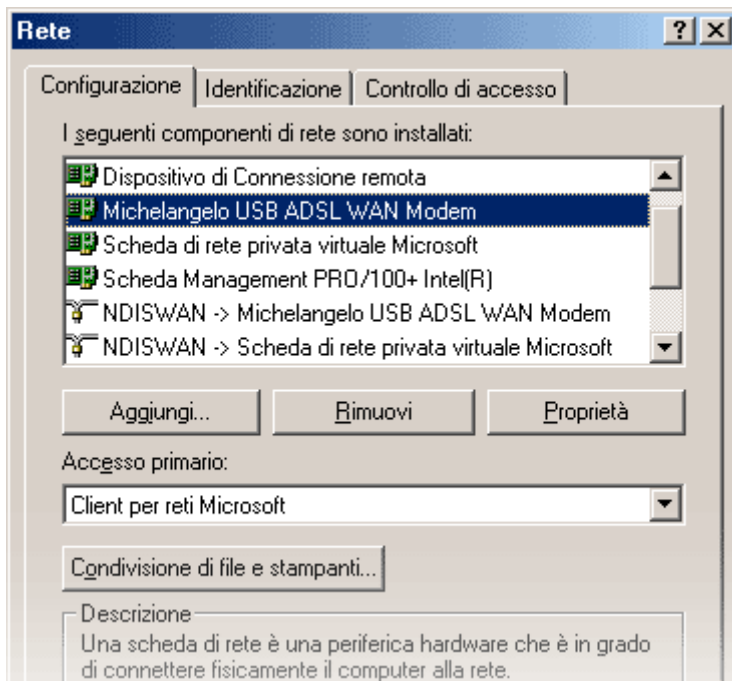 Rete
Configurazione Identificazione Controllo di accesso
I seguenti componenti di rete sono installati:
Dispositivo di Connessione remota
Michelangelo USB ADSL WAN Modem
Scheda di rete privata virtuale Microsoft
Scheda Management PRO/100+ Intel(R)
NDISWAN -> Michelangelo USB ADSL WAN Modem
NDISWAN -> Scheda di rete privata virtuale Microsoft
Aggiungi... Rimuovi Proprietà
Accesso primario:
Client per reti Microsoft
Condivisione di file e stampanti...
Descrizione
Una scheda di rete è una periferica hardware che è in grado
di connettere fisicamente il computer alla rete.